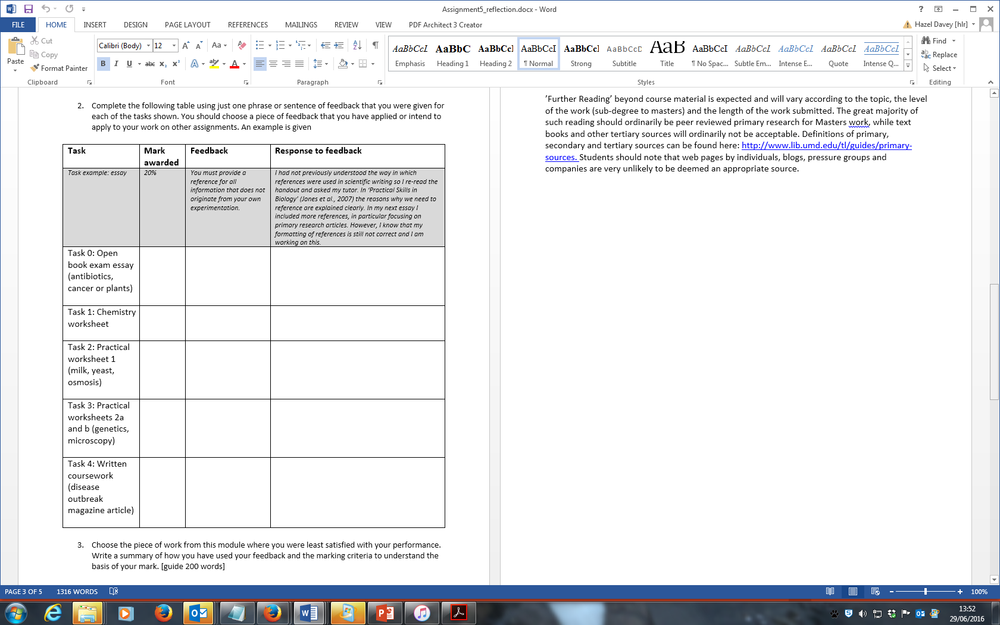 Assignment5_reflection.docx - Word
FILE HOME INSERT DESIGN PAGE LAYOUT REFERENCES MAILINGS REVIEW VIEW PDF Architect 3 Creator Hazel Davey [hlr]
Paste
Cut
Copy
Format Painter
Clipboard
Calibri (Body) 12
Font
Paragraph
AaBbCcI AaBbC AaBbCcI AaBbCcI AaBbCcI AaBbCcD AaB AaBbCcI AaBbCcL AaBbCcL AaBbCcL AaBbCcL
Emphasis Heading 1 Heading 2 ¶ Normal Strong Subtitle Title ¶ No Spac... Subtle Em... Intense E... Quote Intense Q...
Styles
Find
Replace
Select
Editing
2. Complete the following table using just one phrase or sentence of feedback that you were given for
each of the tasks shown. You should choose a piece of feedback that you have applied or intend to
apply to your work on other assignments. An example is given
Task
Mark
awarded
Feedback
Response to feedback
Task example: essay
20%
You must provide a
reference for all
information that does not
originate from your own
experimentation.
I had not previously understood the way in which
references were used in scientific writing so I re-read the
handout and asked my tutor. In ‘Practical Skills in
Biology’ (Jones et al., 2007) the reasons why we need to
reference are explained clearly. In my next essay I
included more references, in particular focusing on
primary research articles. However, I know that my
formatting of references is still not correct and I am
working on this.
Task 0: Open
book exam essay
(antibiotics,
cancer or plants)
Task 1: Chemistry
worksheet
Task 2: Practical
worksheet 1
(milk, yeast,
osmosis)
Task 3: Practical
worksheets 2a
and b (genetics,
microscopy)
Task 4: Written
coursework
(disease
outbreak
magazine article)
3. Choose the piece of work from this module where you were least satisfied with your performance.
Write a summary of how you have used your feedback and the marking criteria to understand the
basis of your mark. [guide 200 words]
’Further Reading’ beyond course material is expected and will vary according to the topic, the level
of the work (sub-degree to masters) and the length of the work submitted. The great majority of
such reading should ordinarily be peer reviewed primary research for Masters work, while text
books and other tertiary sources will ordinarily not be acceptable. Definitions of primary,
secondary and tertiary sources can be found here: http://www.lib.umd.edu/tl/guides/primary-
sources. Students should note that web pages by individuals, blogs, pressure groups and
companies are very unlikely to be deemed an appropriate source.
PAGE 3 OF 5 1316 WORDS 100%
13:52
29/06/2016